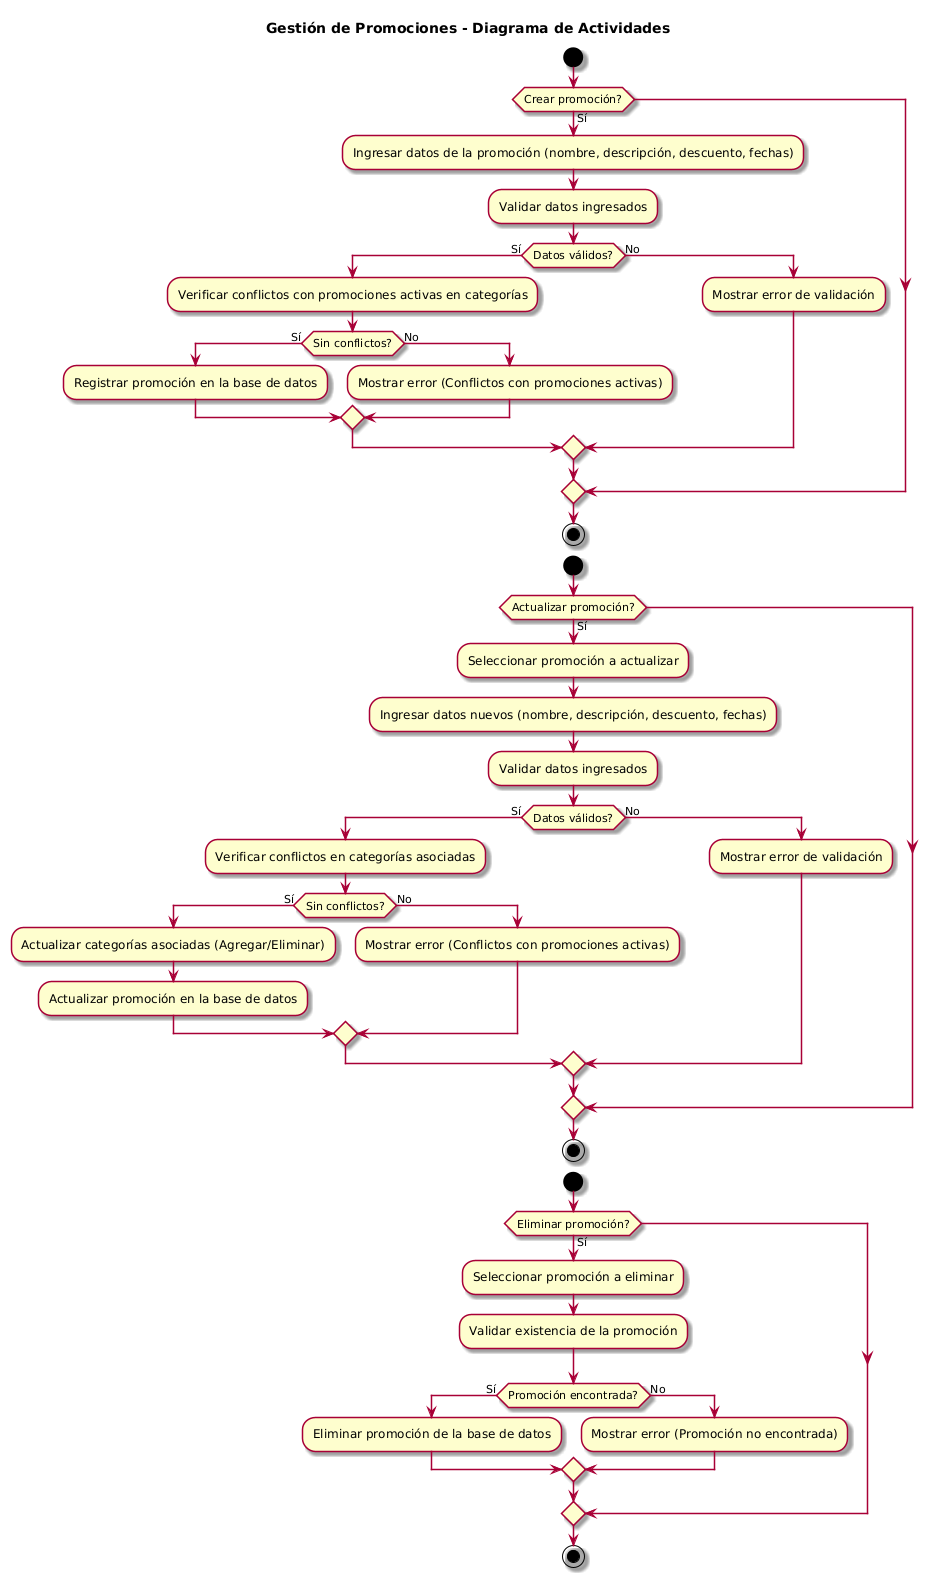 Gestión de Promociones - Diagrama de Actividades
Crear promoción?
Sí
Ingresar datos de la promoción (nombre, descripción, descuento, fechas)
Validar datos ingresados
Sí
Datos válidos?
No
Verificar conflictos con promociones activas en categorías
Mostrar error de validación
Sí
Sin conflictos?
No
Registrar promoción en la base de datos
Mostrar error (Conflictos con promociones activas)
Actualizar promoción?
Sí
Seleccionar promoción a actualizar
Ingresar datos nuevos (nombre, descripción, descuento, fechas)
Validar datos ingresados
Sí
Datos válidos?
No
Verificar conflictos en categorías asociadas
Mostrar error de validación
Sí
Sin conflictos?
No
Actualizar categorías asociadas (Agregar/Eliminar)
Mostrar error (Conflictos con promociones activas)
Actualizar promoción en la base de datos
Eliminar promoción?
Sí
Seleccionar promoción a eliminar
Validar existencia de la promoción
Sí
Promoción encontrada?
No
Eliminar promoción de la base de datos
Mostrar error (Promoción no encontrada)